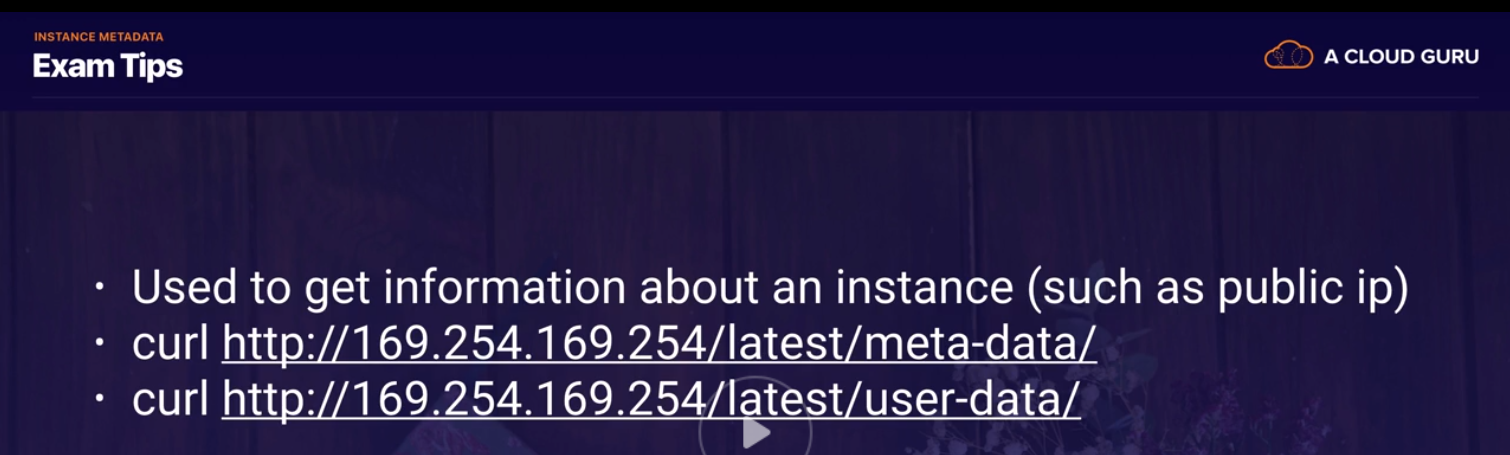 INSTANCE METADATA
Exam Tips
A CLOUD GURU
• Used to get information about an instance (such as public ip)
• curl http://169.254.169.254/latest/meta-data/
• curl http://169.254.169.254/latest/user-data/